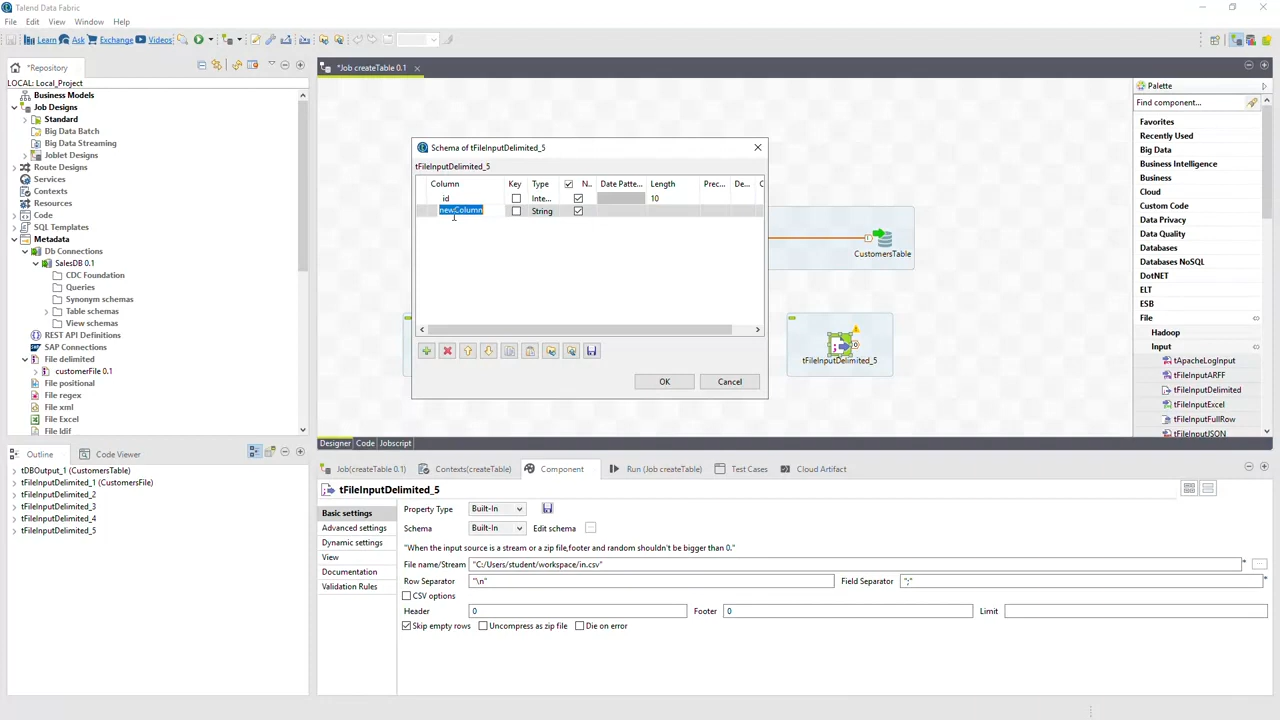 Talend Data Fabric
File Edit View Window Help
Learn Ask Exchange Videos
*Repository
LOCAL: Local_Project
Business Models
Job Designs
Standard
Big Data Batch
Big Data Streaming
Joblet Designs
Route Designs
Services
Contexts
Resources
Code
SQL Templates
Metadata
Db Connections
SalesDB 0.1
CDC Foundation
Queries
Synonym schemas
Table schemas
View schemas
REST API Definitions
SAP Connections
File delimited
customerFile 0.1
File positional
File regex
File xml
File Excel
File ldif
Outline Code Viewer
tDBOutput_1 (CustomersTable)
tFileInputDelimited_1 (CustomersFile)
tFileInputDelimited_2
tFileInputDelimited_3
tFileInputDelimited_4
tFileInputDelimited_5
*Job createTable 0.1
Schema of tFileInputDelimited_5
tFileInputDelimited_5
Column Key Type N.. Date Patte... Length Prec... De... C
id Inte... 10
newColumn String
OK Cancel
CustomersTable
tFileInputDelimited_5
Designer Code Jobscript
Palette
Find component...
Favorites
Recently Used
Big Data
Business Intelligence
Business
Cloud
Custom Code
Data Privacy
Data Quality
Databases
Databases NoSQL
DotNET
ELT
ESB
File
Hadoop
Input
tApacheLogInput
tFileInputARFF
tFileInputDelimited
tFileInputExcel
tFileInputFullRow
tFileInputJSON
Job(createTable 0.1) Contexts(createTable) Component Run (Job createTable) Test Cases Cloud Artifact
tFileInputDelimited_5
Basic settings
Advanced settings
Dynamic settings
View
Documentation
Validation Rules
Property Type Built-In
Schema Built-In Edit schema ...
"When the input source is a stream or a zip file,footer and random shouldn't be bigger than 0."
File name/Stream "C:/Users/student/workspace/in.csv" * ...
Row Separator "\n" Field Separator ";" *
CSV options
Header 0 Footer 0 Limit
Skip empty rows Uncompress as zip file Die on error